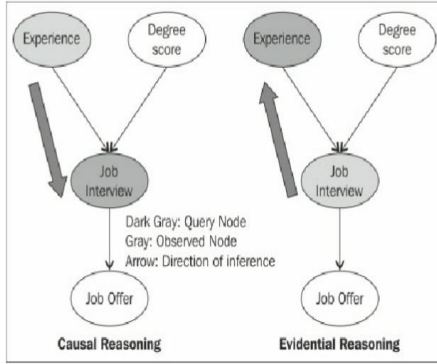 Experience
Degree
score
Experience
Degree
score
Job
Interview
Job
Interview
Dark Gray: Query Node
Gray: Observed Node
Arrow: Direction of inference
Job Offer
Job Offer
Causal Reasoning
Evidential Reasoning